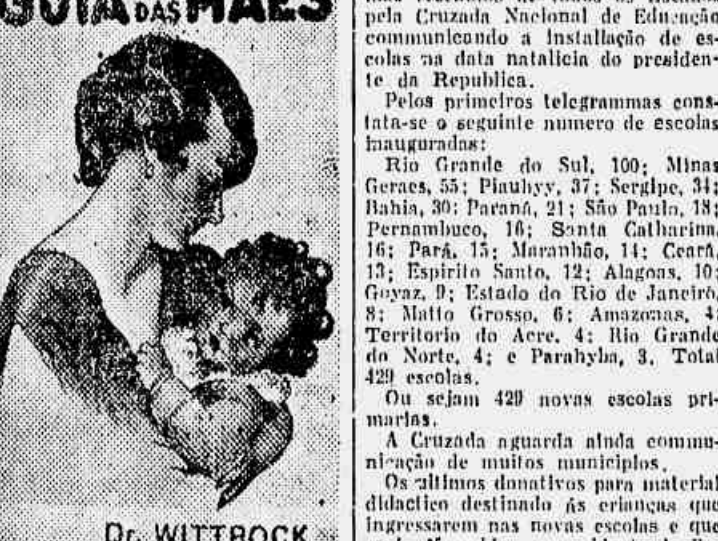 GUIA DAS MÃES
Dr. WITTROCK
pela Cruzada Nacional de Educação
communicando a installação de es-
colas na data natalicia do presiden-
te da Republica.
Pelos primeiros telegrammas cons-
tata-se o seguinte numero de escolas
inauguradas:
Rio Grande do Sul, 100; Minas
Geraes, 55; Piauhyy, 37; Sergipe, 34;
Bahia, 30; Paraná, 21; São Paulo, 18;
Pernambuco, 16; Santa Catharina,
16; Pará, 15; Maranhão, 14; Ceará,
13; Espirito Santo, 12; Alagoas, 10;
Goyaz, 9; Estado do Rio de Janeiro,
8; Matto Grosso, 6; Amazonas, 4;
Territorio do Acre, 4; Rio Grande
do Norte, 4; e Parahyba, 3. Total
429 escolas.
Ou sejam 429 novas escolas pri-
marias.
A Cruzada aguarda ainda commu-
nicação de muitos municipios.
Os ultimos donativos para material
didactico destinado ás crianças que
ingressarem nas novas escolas e que